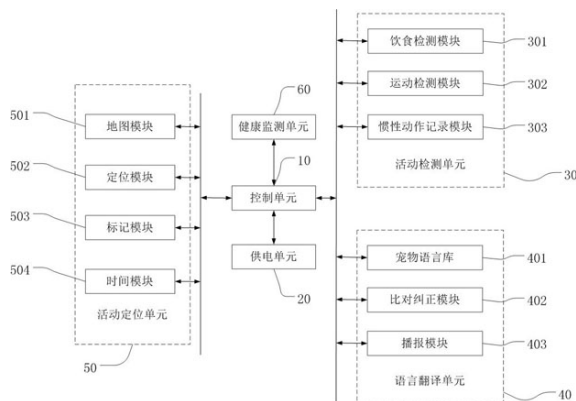 饮食检测模块
301
60
运动检测模块
302
501
地图模块
健康监测单元
惯性动作记录模块
303
502
定位模块
10
活动检测单元
30
503
标记模块
控制单元
504
时间模块
供电单元
宠物语言库
401
活动定位单元
20
比对纠正模块
402
50
播报模块
403
语言翻译单元
40